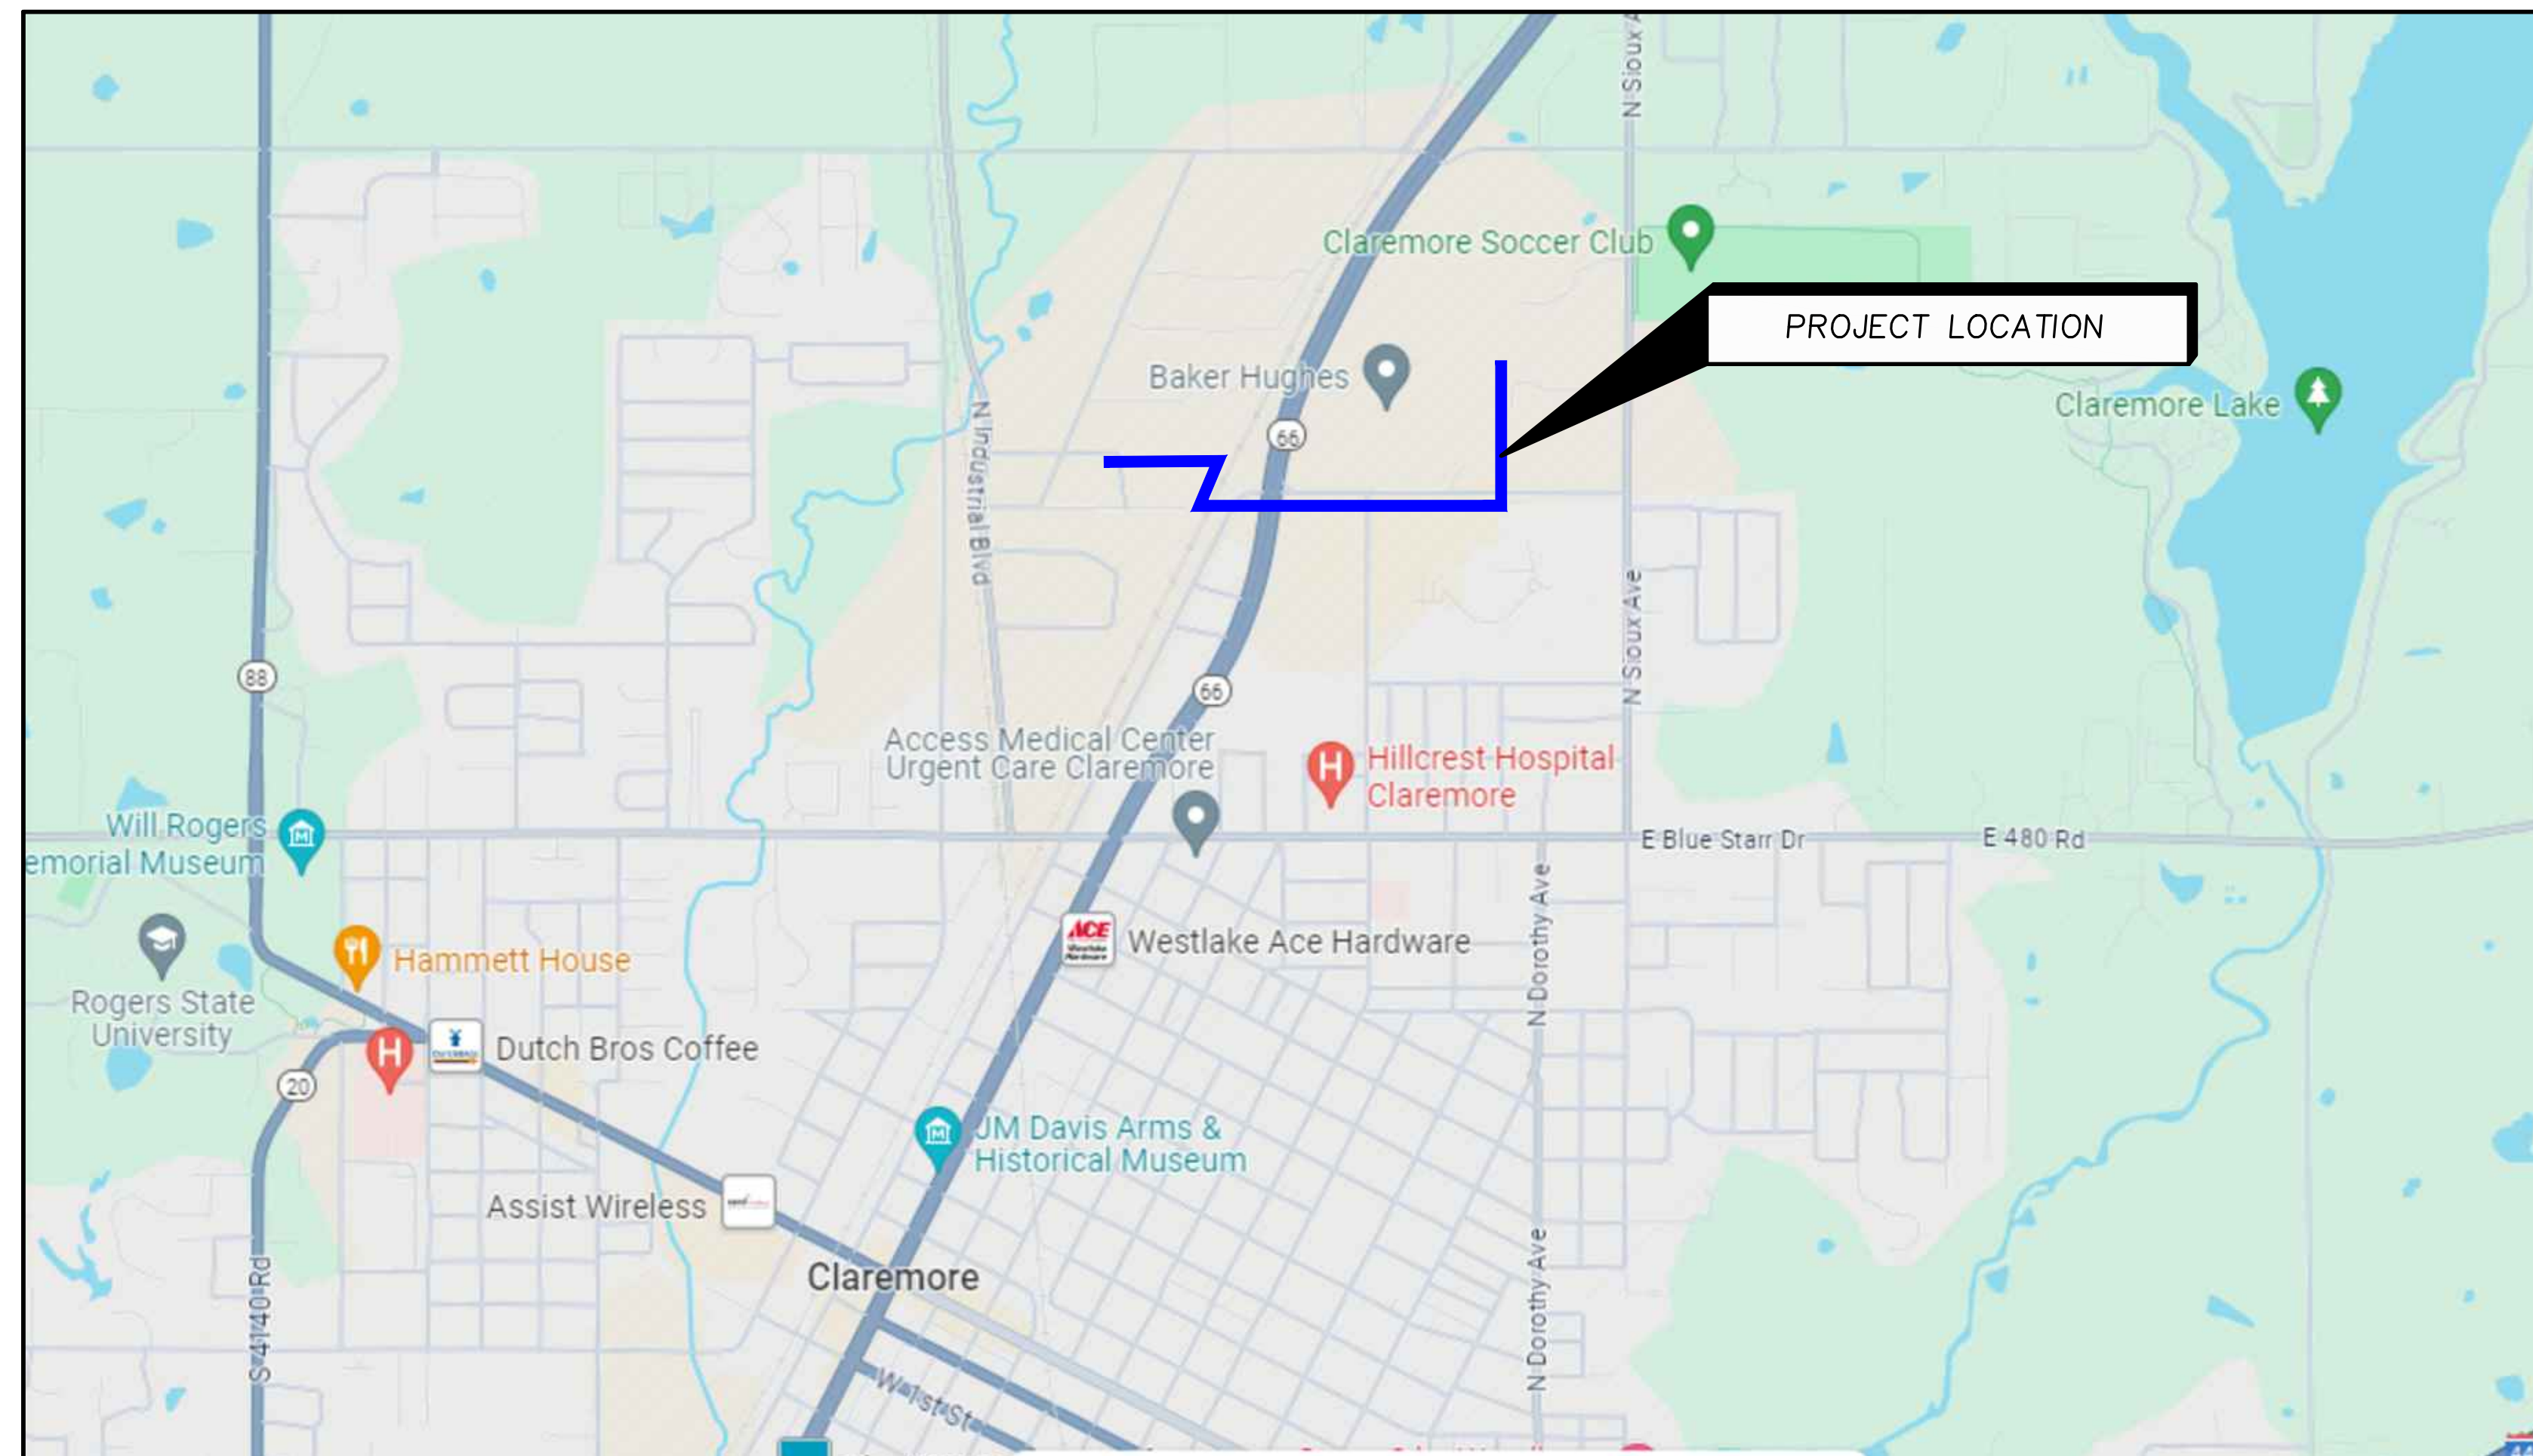 N Sioux A
Claremore Soccer Club
PROJECT LOCATION
Baker Hughes
Claremore Lake
N Industrial Blvd
66
N Sioux Ave
88
66
Access Medical Center
Urgent Care Claremore
H
Hillcrest Hospital
Claremore
Will Rogers
emorial Museum
M
E Blue Starr Dr
E 480 Rd
N Dorothy Ave
ACE
Westlake Ace Hardware
Hammett House
Rogers State
University
H
Dutch Bros Coffee
20
M
JM Davis Arms &
Historical Museum
Assist Wireless
Claremore
N Dorothy Ave
S 4140 Rd
W 1st St